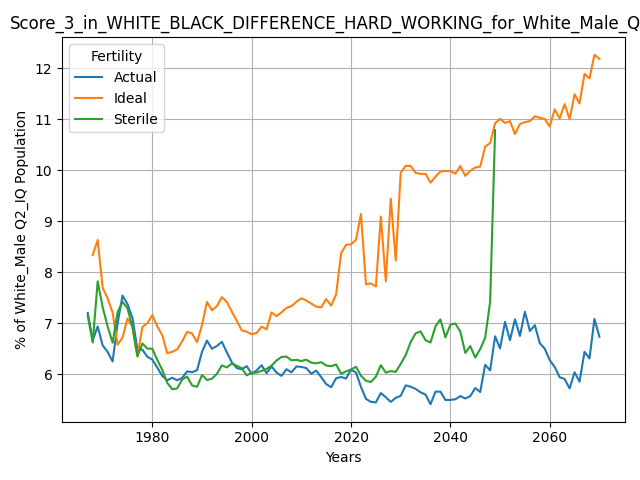 Score_3_in_WHITE_BLACK_DIFFERENCE_HARD_WORKING_for_White_Male_Q
Fertility
Actual
Ideal
Sterile
% of White_Male Q2_IQ Population
12
11
10
9
8
7
6
1980 2000 2020 2040 2060
Years